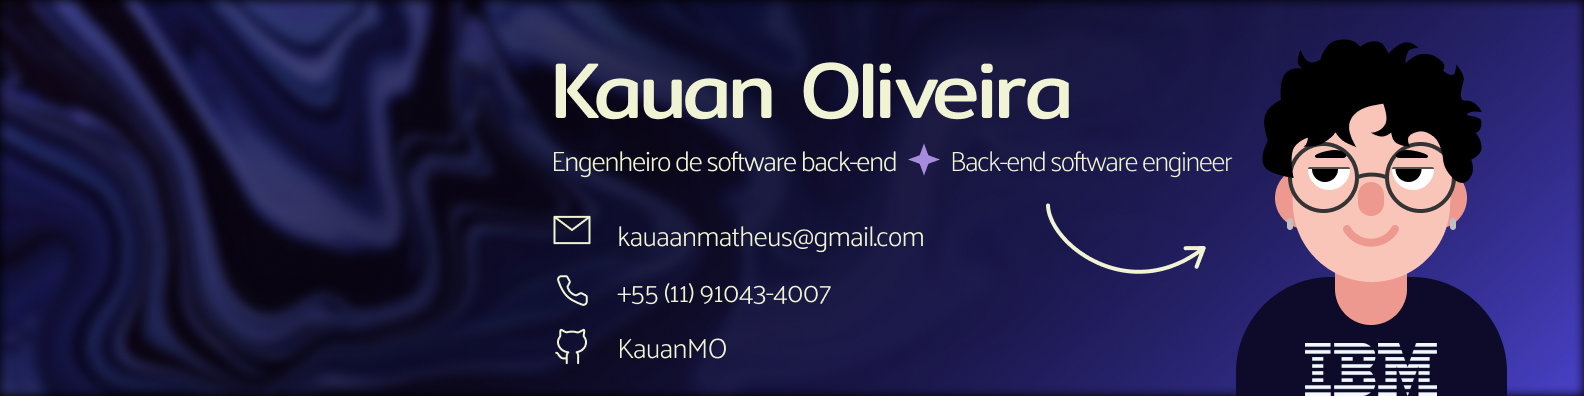 Kauan Oliveira
Engenheiro de software back-end Back-end software engineer
kauaanmatheus@gmail.com
+55 (11) 91043-4007
KauanMO
IBM